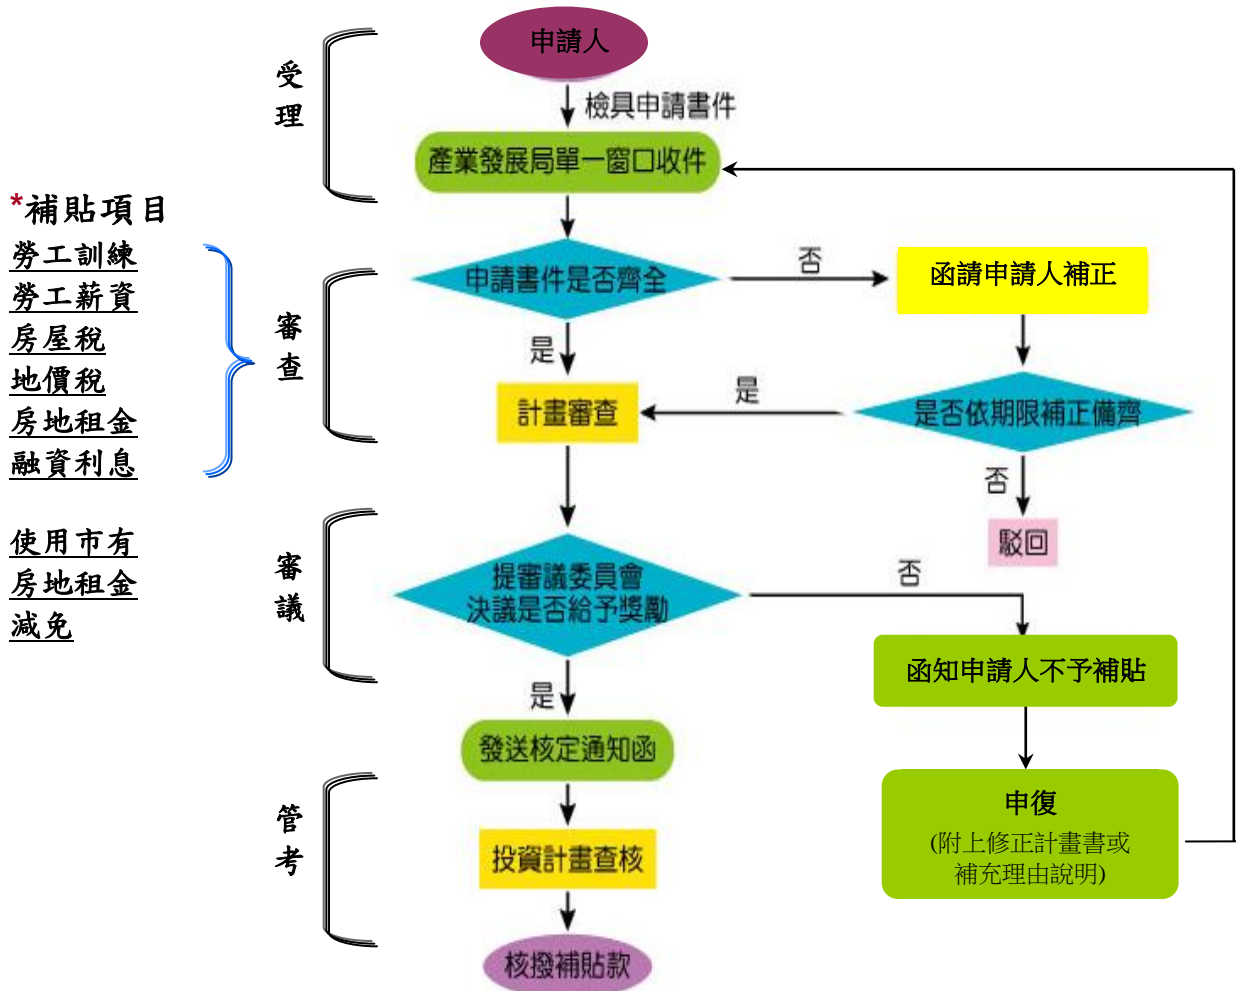 申請人
受
理
檢具申請書件
產業發展局單一窗口收件
*補貼項目
勞工訓練
勞工薪資
房屋稅
地價稅
房地租金
融資利息
使用市有
房地租金
減免
審
查
申請書件是否齊全
否
函請申請人補正
是
計畫審查
是
是否依期限補正備齊
否
駁回
審
議
提審議委員會
決議是否給予獎勵
否
函知申請人不予補貼
是
發送核定通知函
申復
(附上修正計畫書或
補充理由說明)
管
考
投資計畫查核
核撥補貼款